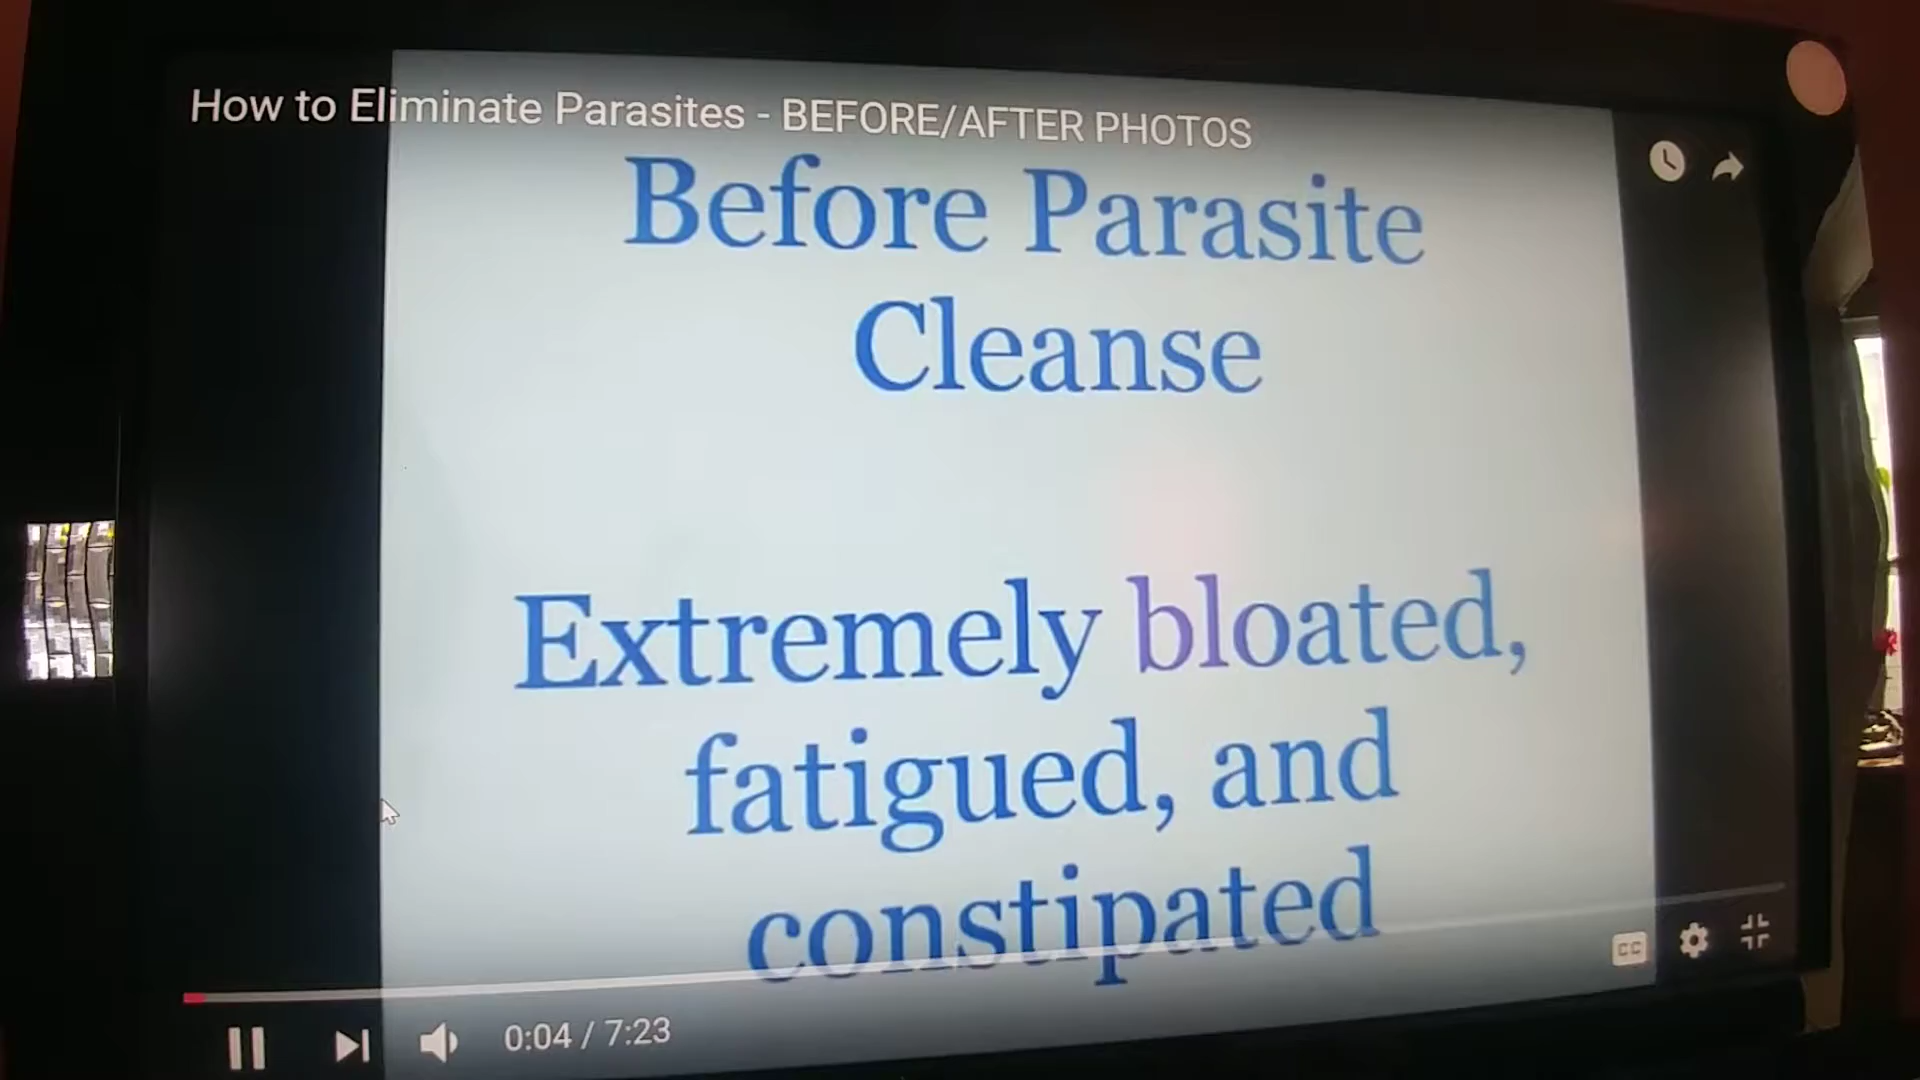 How to Eliminate Parasites - BEFORE/AFTER PHOTOS
Before Parasite
Cleanse
Extremely bloated,
fatigued, and
constipated
CC
0:04 / 7:23